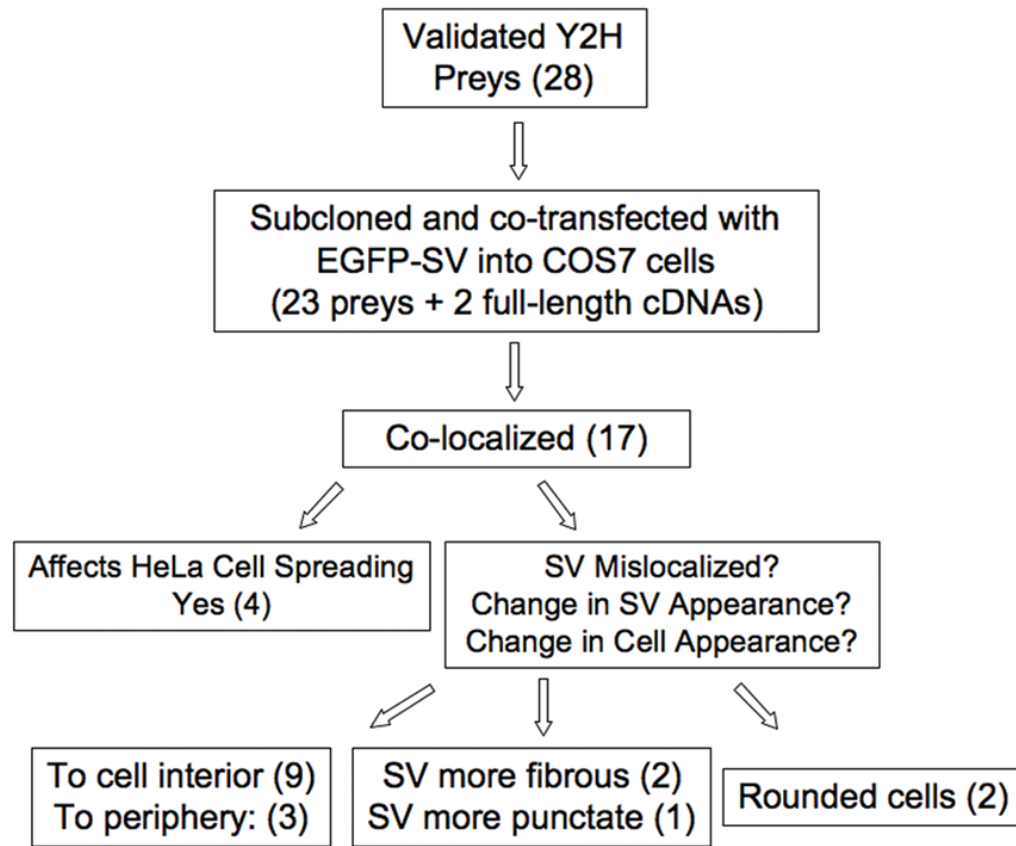 Validated Y2H
Preys (28)
Subcloned and co-transfected with
EGFP-SV into COS7 cells
(23 preys + 2 full-length cDNAs)
Co-localized (17)
Affects HeLa Cell Spreading
Yes (4)
SV Mislocalized?
Change in SV Appearance?
Change in Cell Appearance?
To cell interior (9)
To periphery: (3)
SV more fibrous (2)
SV more punctate (1)
Rounded cells (2)